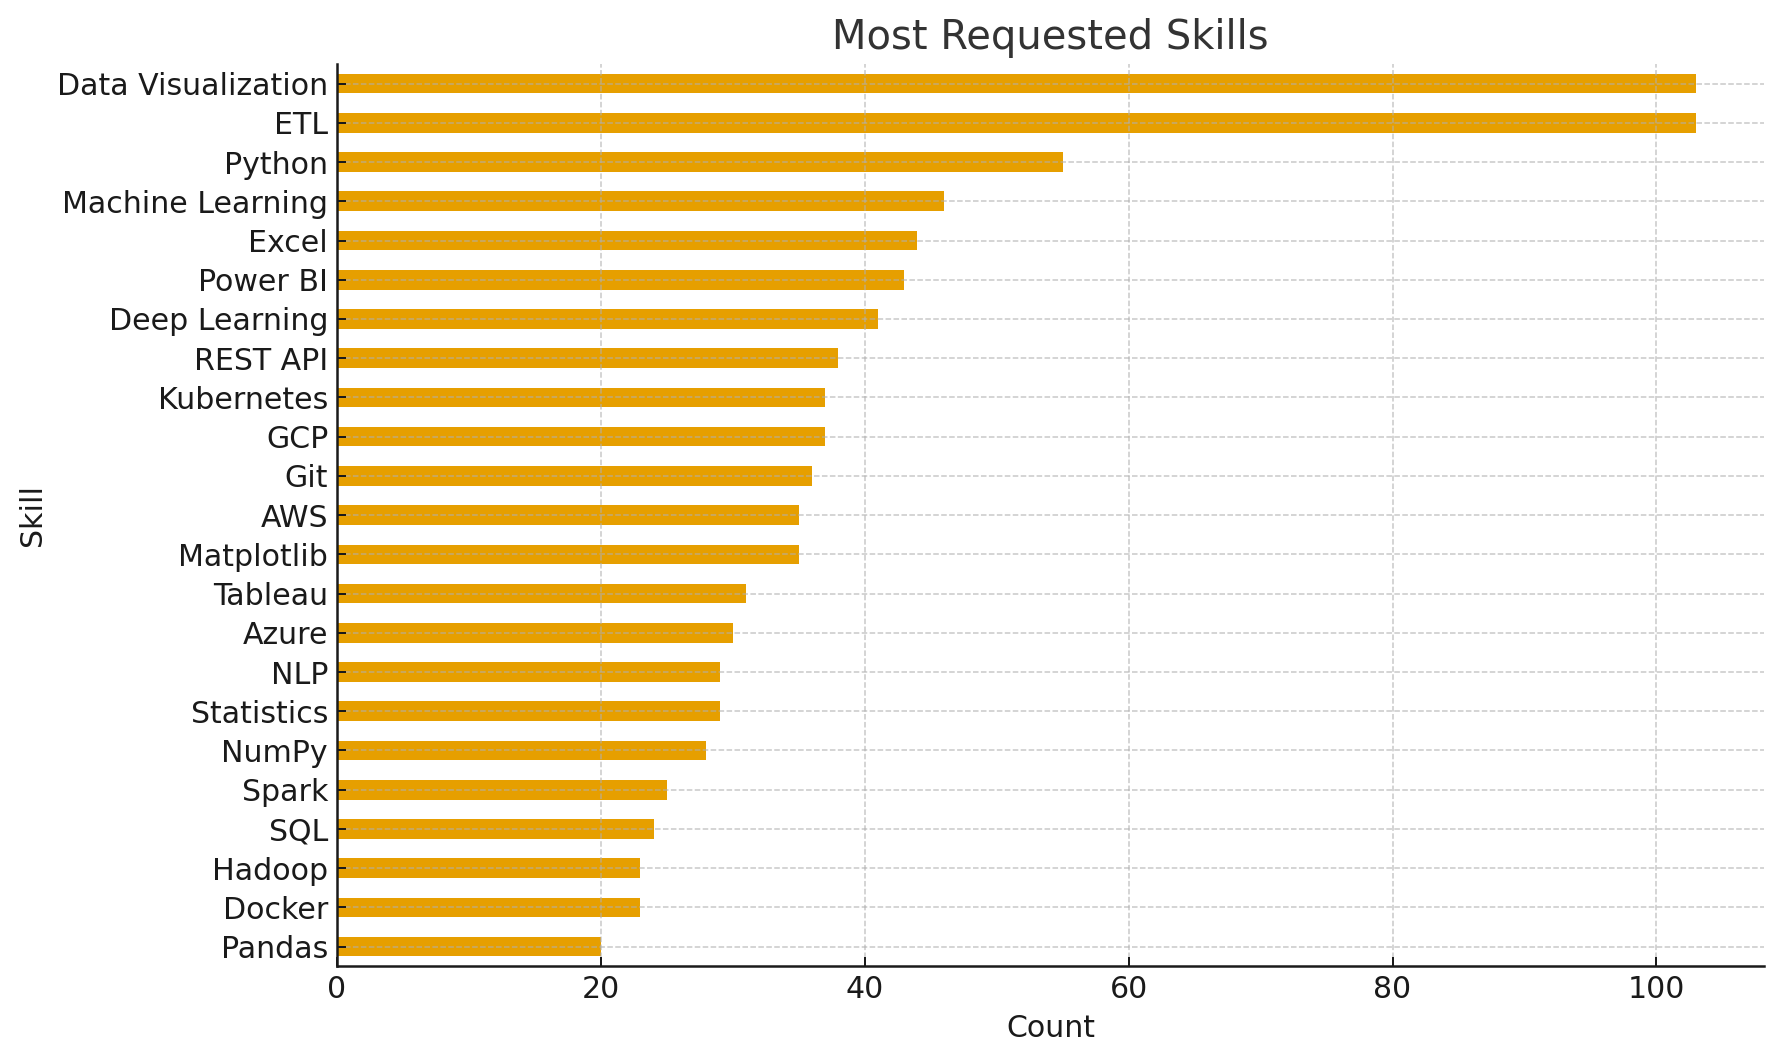 Most Requested Skills
Data Visualization
ETL
Python
Machine Learning
Excel
Power BI
Deep Learning
REST API
Kubernetes
GCP
Git
AWS
Matplotlib
Tableau
Azure
NLP
Statistics
NumPy
Spark
SQL
Hadoop
Docker
Pandas
Skill
0 20 40 60 80 100
Count